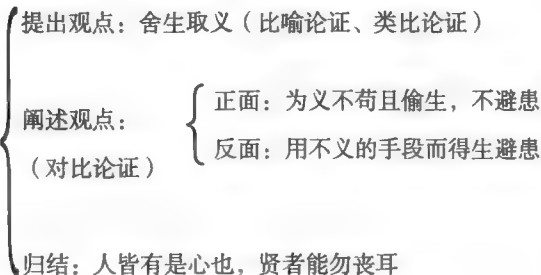 提出观点：舍生取义（比喻论证、类比论证）
阐述观点：
（对比论证）
正面：为义不苟且偷生，不避患
反面：用不义的手段而得生避患
归结：人皆有是心也，贤者能勿丧耳